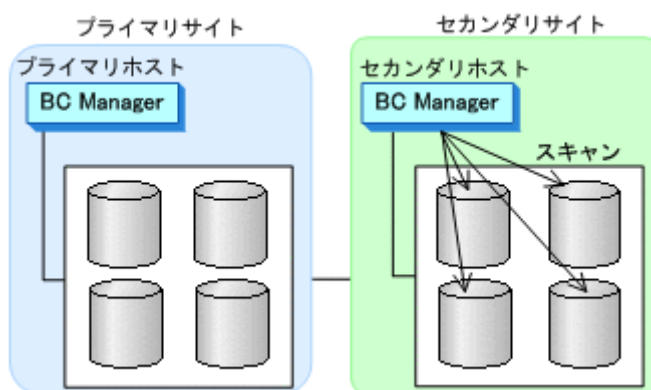 プライマリサイト
プライマリホスト
BC Manager
セカンダリサイト
セカンダリホスト
BC Manager
スキャン